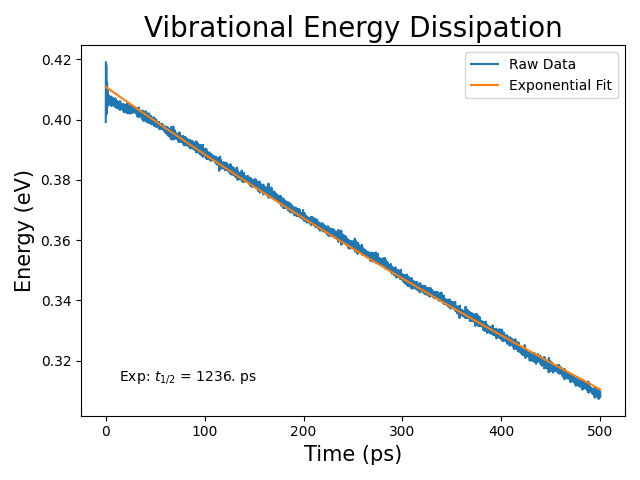 Vibrational Energy Dissipation
Raw Data
Exponential Fit
0.42
0.40
0.38
0.36
0.34
0.32
Energy (eV)
Exp: t1/2 = 1236. ps
0 100 200 300 400 500
Time (ps)